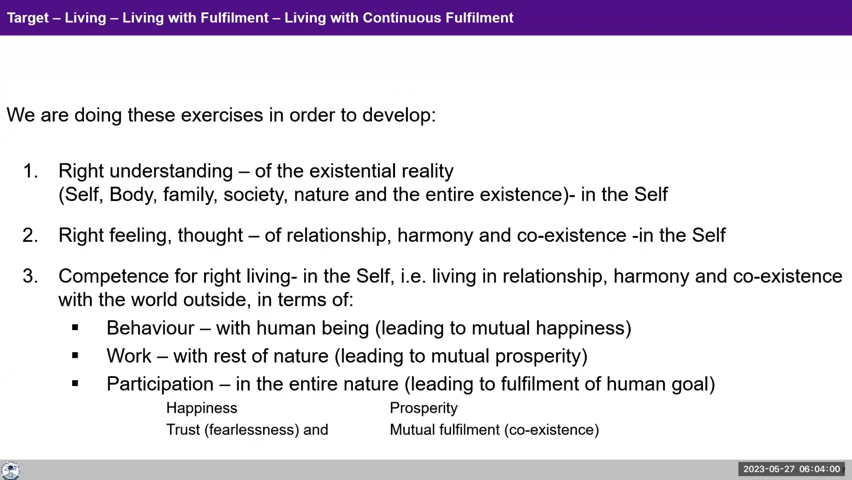 Target – Living – Living with Fulfilment – Living with Continuous Fulfilment
We are doing these exercises in order to develop:
1. Right understanding – of the existential reality
(Self, Body, family, society, nature and the entire existence)- in the Self
2. Right feeling, thought – of relationship, harmony and co-existence -in the Self
3. Competence for right living- in the Self, i.e. living in relationship, harmony and co-existence
with the world outside, in terms of:
▪ Behaviour – with human being (leading to mutual happiness)
▪ Work – with rest of nature (leading to mutual prosperity)
▪ Participation – in the entire nature (leading to fulfilment of human goal)
Happiness Prosperity
Trust (fearlessness) and Mutual fulfilment (co-existence)
2023-05-27 06:04:00